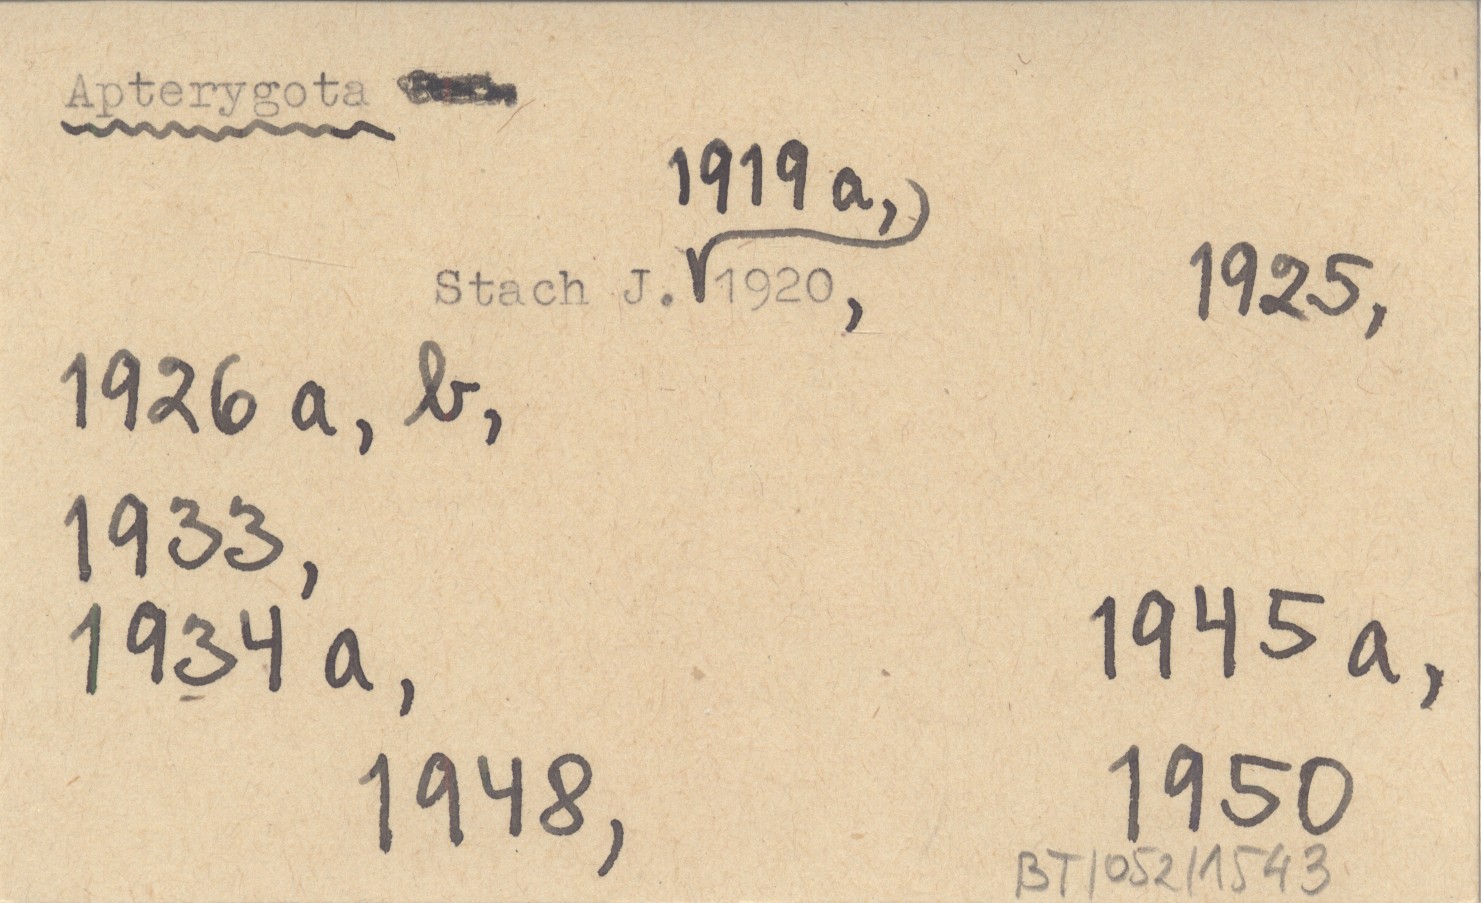 Apterygota
1919 a,
Stach J. 1920, 1925,
1926 a, b,
1933,
1934 a, 1945 a,
1948, 1950
BT/052/1543